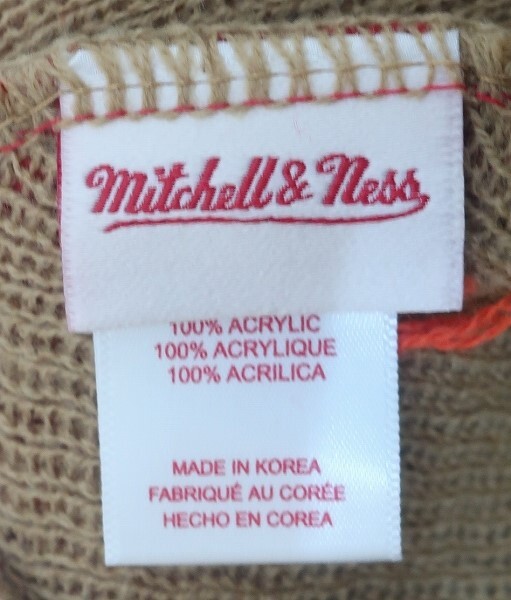 Mitchell & Ness
100% ACRYLIC
100% ACRYLIQUE
100% ACRILICA
MADE IN KOREA
FABRIQUÉ AU CORÉE
HECHO EN COREA